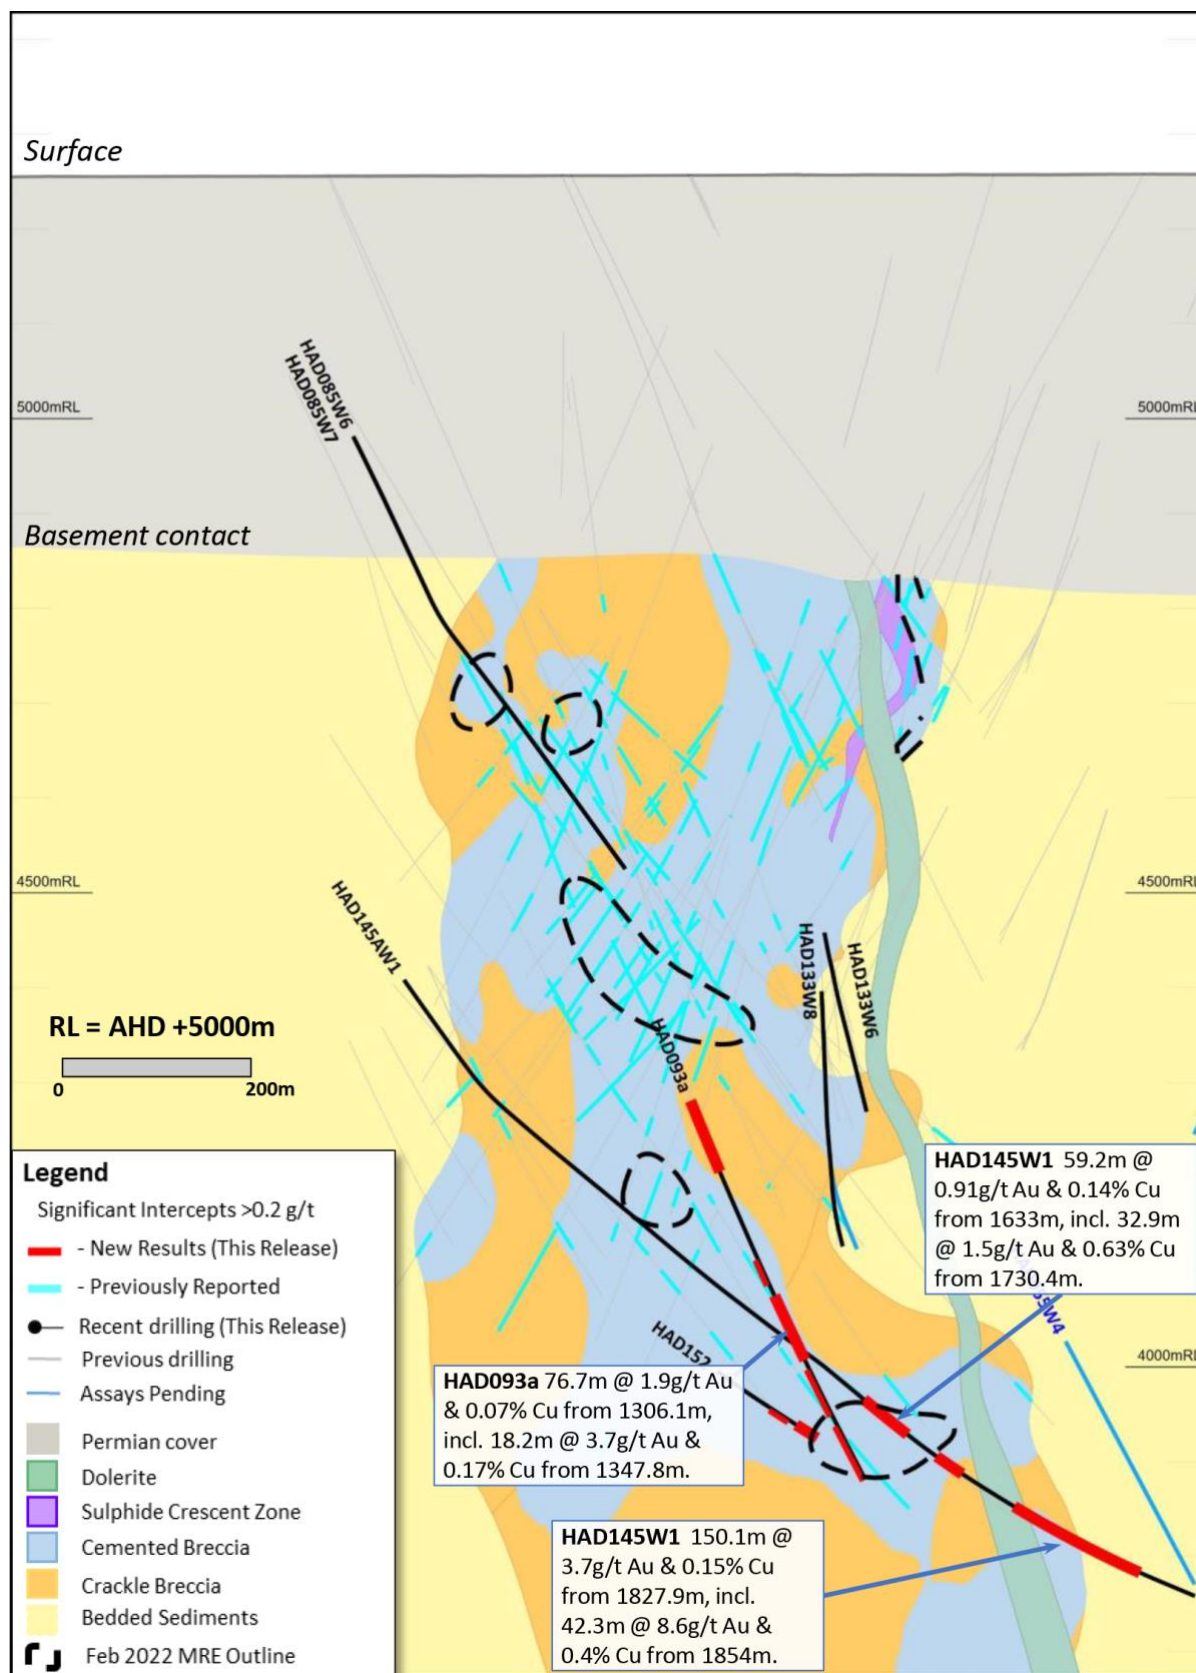 Surface
HAD085W6
HAD085W7
5000mRL
5000mRL
Basement contact
4500mRL
4500mRL
HAD145AW1
HAD133W8
HAD133W6
RL = AHD +5000m
0
200m
HAD093a
HAD145W1 59.2m @
0.91g/t Au & 0.14% Cu
from 1633m, incl. 32.9m
@ 1.5g/t Au & 0.63% Cu
from 1730.4m.
5W4
4000mRL
HAD152
HAD093a 76.7m @ 1.9g/t Au
& 0.07% Cu from 1306.1m,
incl. 18.2m @ 3.7g/t Au &
0.17% Cu from 1347.8m.
HAD145W1 150.1m @
3.7g/t Au & 0.15% Cu
from 1827.9m, incl.
42.3m @ 8.6g/t Au &
0.4% Cu from 1854m.
Legend
Significant Intercepts >0.2 g/t
- New Results (This Release)
- Previously Reported
Recent drilling (This Release)
Previous drilling
Assays Pending
Permian cover
Dolerite
Sulphide Crescent Zone
Cemented Breccia
Crackle Breccia
Bedded Sediments
Feb 2022 MRE Outline